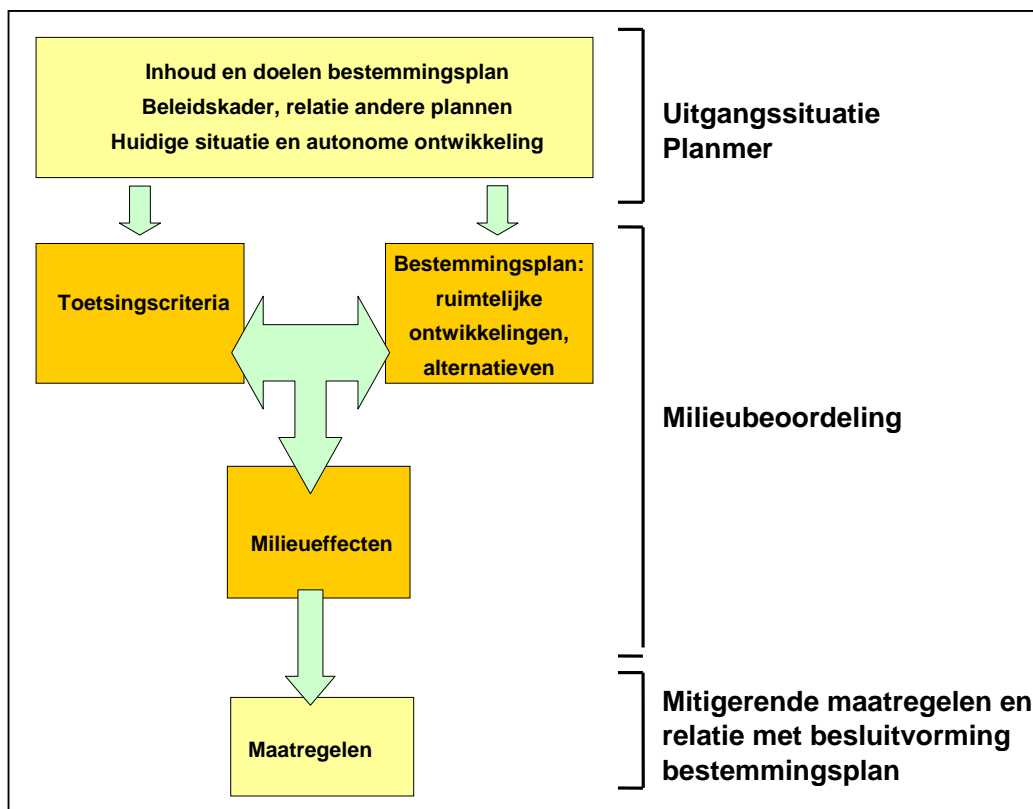 Inhoud en doelen bestemmingsplan
Beleidskader, relatie andere plannen
Huidige situatie en autonome ontwikkeling
Uitgangssituatie
Planmer
Toetsingscriteria
Bestemmingsplan:
ruimtelijke
ontwikkelingen,
alternatieven
Milieubeoordeling
Milieueffecten
Maatregelen
Mitigerende maatregelen en
relatie met besluitvorming
bestemmingsplan